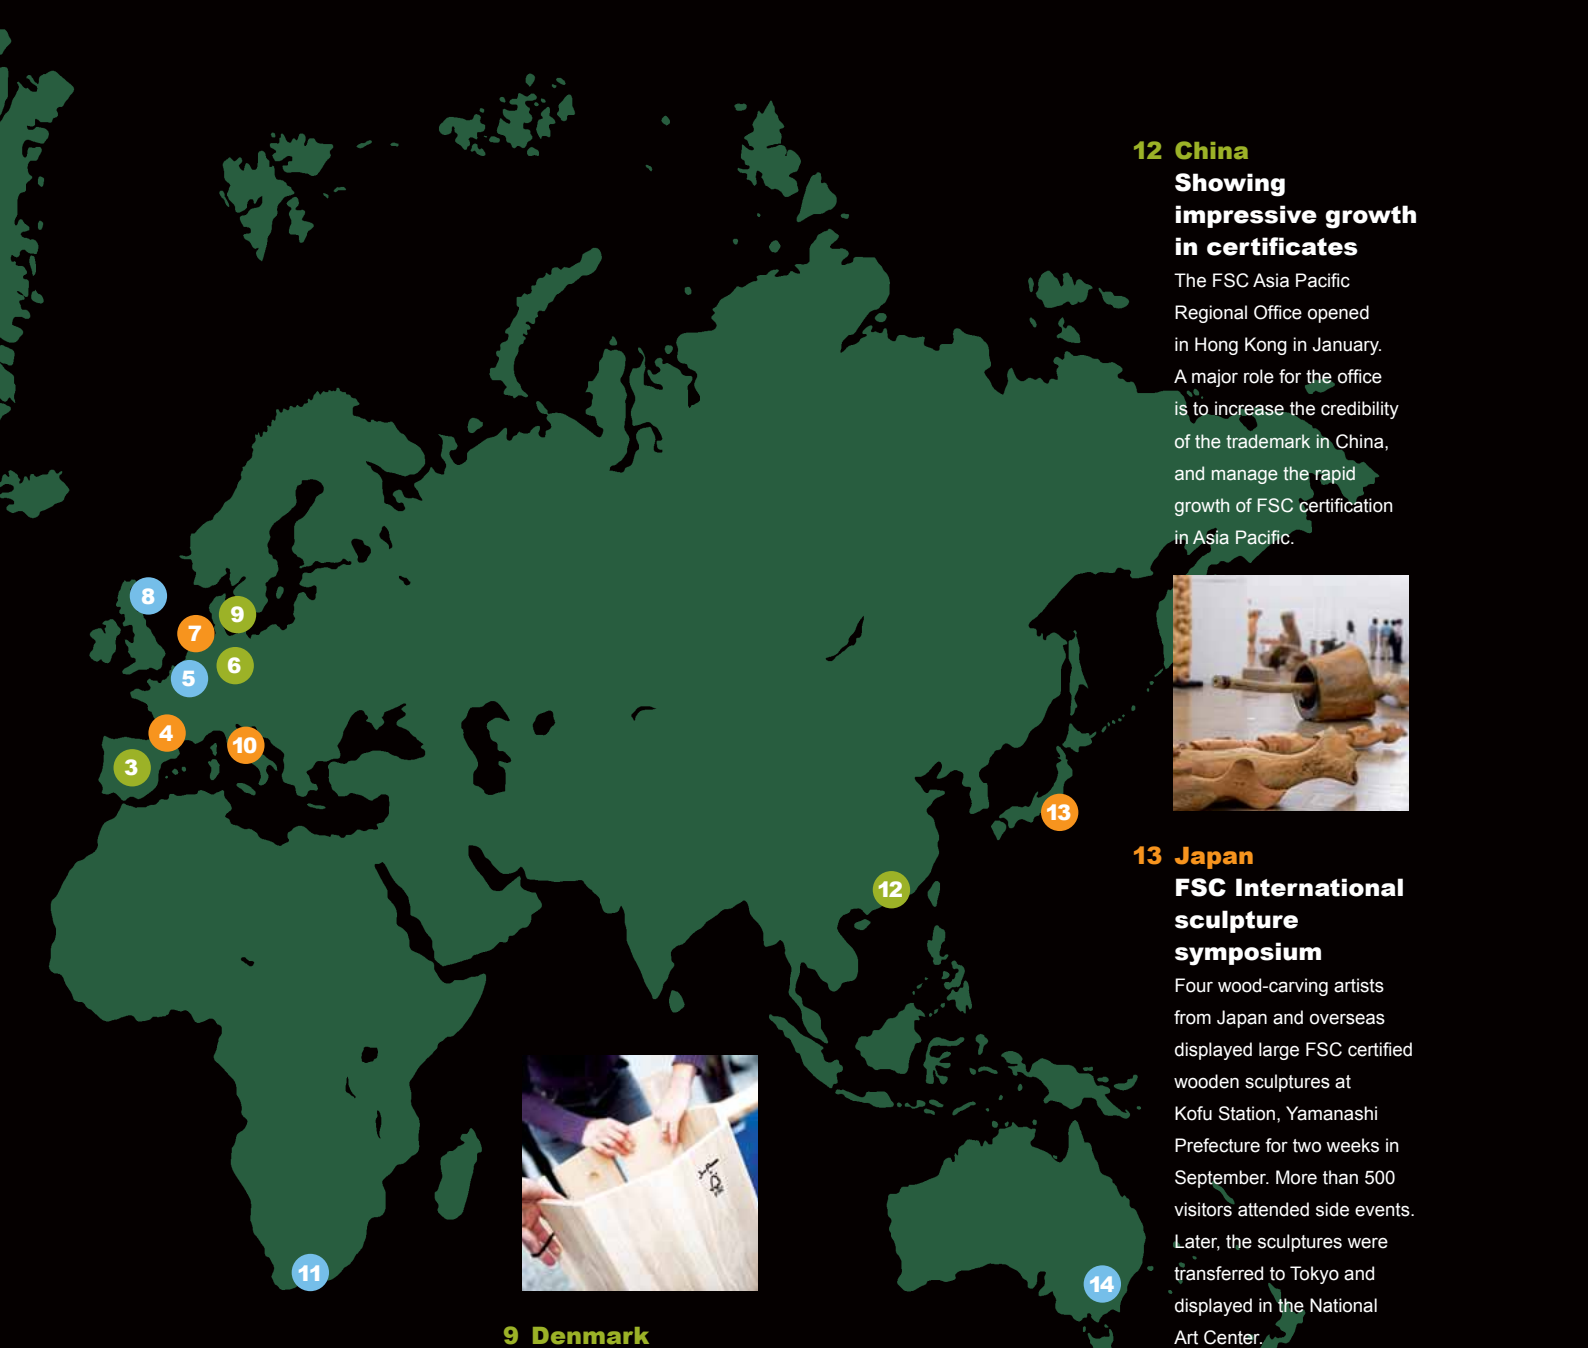 12 China
Showing
impressive growth
in certificates
The FSC Asia Pacific
Regional Office opened
in Hong Kong in January.
A major role for the office
is to increase the credibility
of the trademark in China,
and manage the rapid
growth of FSC certification
in Asia Pacific.
8
9
7
6
5
4
10
3
13
12
11
14
13 Japan
FSC International
sculpture
symposium
Four wood-carving artists
from Japan and overseas
displayed large FSC certified
wooden sculptures at
Kofu Station, Yamanashi
Prefecture for two weeks in
September. More than 500
visitors attended side events.
Later, the sculptures were
transferred to Tokyo and
displayed in the National
Art Center.
9 Denmark